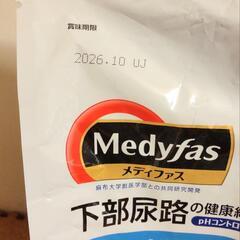 賞味期限
2026.10 UJ
Medyfas
メディファス
麻布大学獣医学部との共同研究開発
下部尿路の健康維
pHコントロ